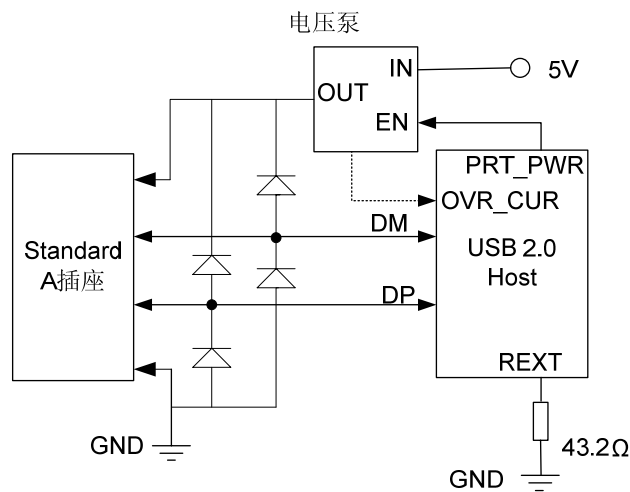 电压泵
IN
5V
OUT
EN
PRT_PWR
OVR_CUR
DM
USB 2.0
Host
Standard
A插座
DP
REXT
GND
43.2Ω
GND